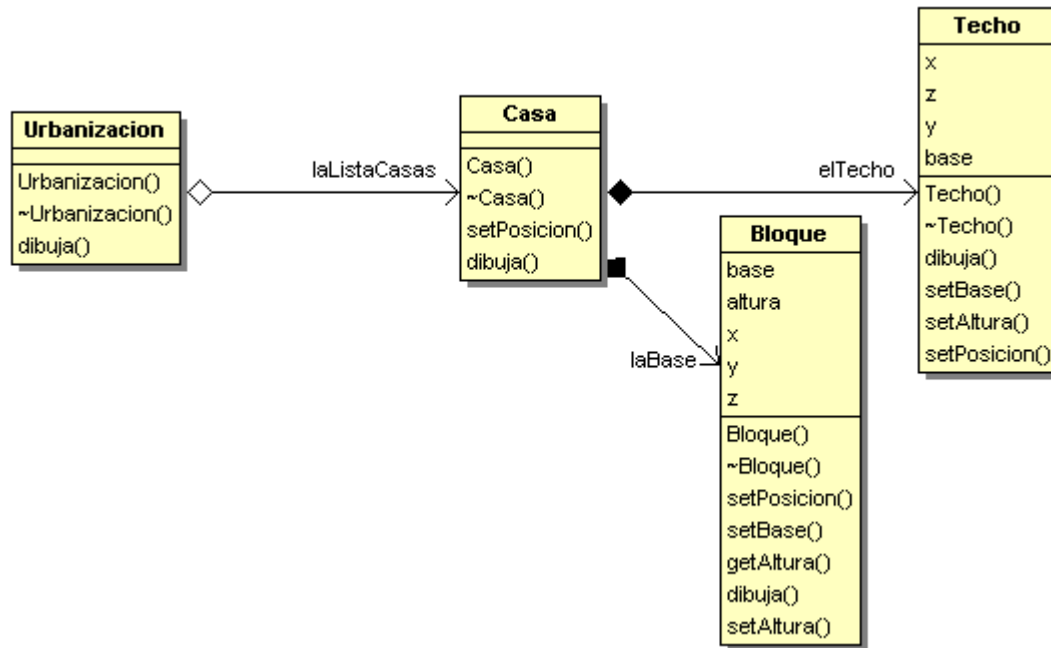 Urbanizacion
Urbanizacion()
~Urbanizacion()
dibuja()
laListaCasas
Casa
Casa()
~Casa()
setPosicion()
dibuja()
elTecho
Techo
x
z
y
base
Techo()
~Techo()
dibuja()
setBase()
setAltura()
setPosicion()
laBase
Bloque
base
altura
x
y
z
Bloque()
~Bloque()
setPosicion()
setBase()
getAltura()
dibuja()
setAltura()